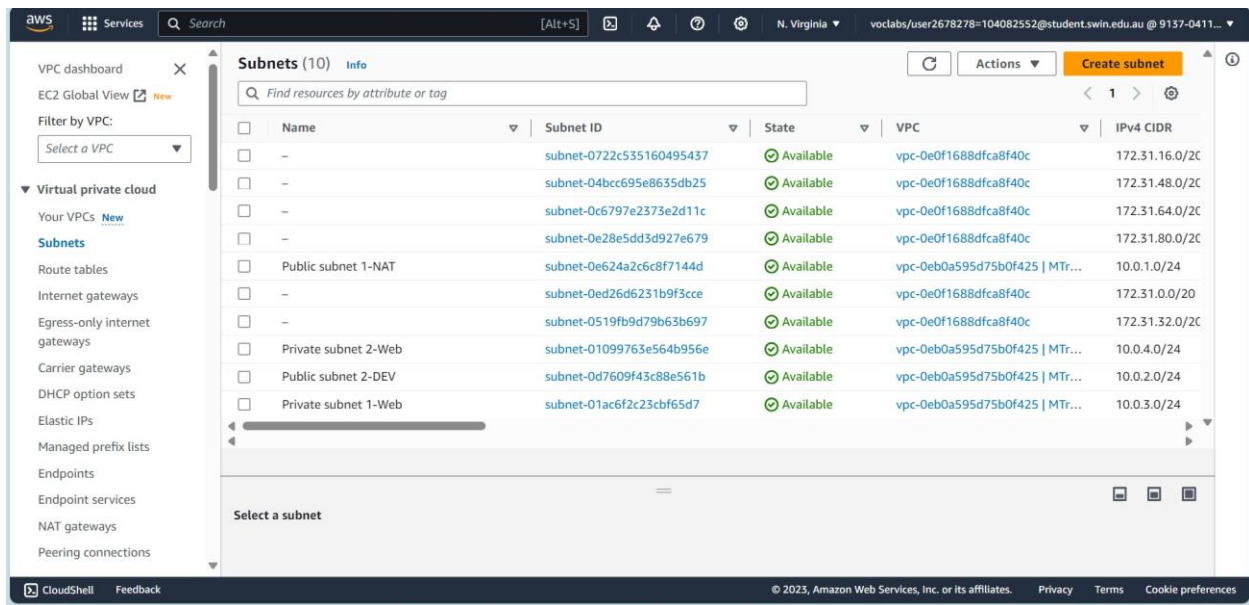 aws Services Search [Alt+S] N. Virginia voclabs/user2678278=104082552@student.swin.edu.au @ 9137-0411...
VPC dashboard
EC2 Global View New
Filter by VPC:
Select a VPC
Virtual private cloud
Your VPCs New
Subnets
Route tables
Internet gateways
Egress-only internet
gateways
Carrier gateways
DHCP option sets
Elastic IPs
Managed prefix lists
Endpoints
Endpoint services
NAT gateways
Peering connections
Subnets (10) Info Actions Create subnet
Find resources by attribute or tag 1
Name Subnet ID State VPC IPv4 CIDR
– subnet-0722c535160495437 Available vpc-0e0f1688dfca8f40c 172.31.16.0/20
– subnet-04bcc695e8635db25 Available vpc-0e0f1688dfca8f40c 172.31.48.0/20
– subnet-0c6797e2373e2d11c Available vpc-0e0f1688dfca8f40c 172.31.64.0/20
– subnet-0e28e5dd3d927e679 Available vpc-0e0f1688dfca8f40c 172.31.80.0/20
Public subnet 1-NAT subnet-0e624a2c6c8f7144d Available vpc-0eb0a595d75b0f425 | MTr... 10.0.1.0/24
– subnet-0ed26d6231b9f3cce Available vpc-0e0f1688dfca8f40c 172.31.0.0/20
– subnet-0519fb9d79b63b697 Available vpc-0e0f1688dfca8f40c 172.31.32.0/20
Private subnet 2-Web subnet-01099763e564b956e Available vpc-0eb0a595d75b0f425 | MTr... 10.0.4.0/24
Public subnet 2-DEV subnet-0d7609f43c88e561b Available vpc-0eb0a595d75b0f425 | MTr... 10.0.2.0/24
Private subnet 1-Web subnet-01ac6f2c23cbf65d7 Available vpc-0eb0a595d75b0f425 | MTr... 10.0.3.0/24
Select a subnet
CloudShell Feedback © 2023, Amazon Web Services, Inc. or its affiliates. Privacy Terms Cookie preferences